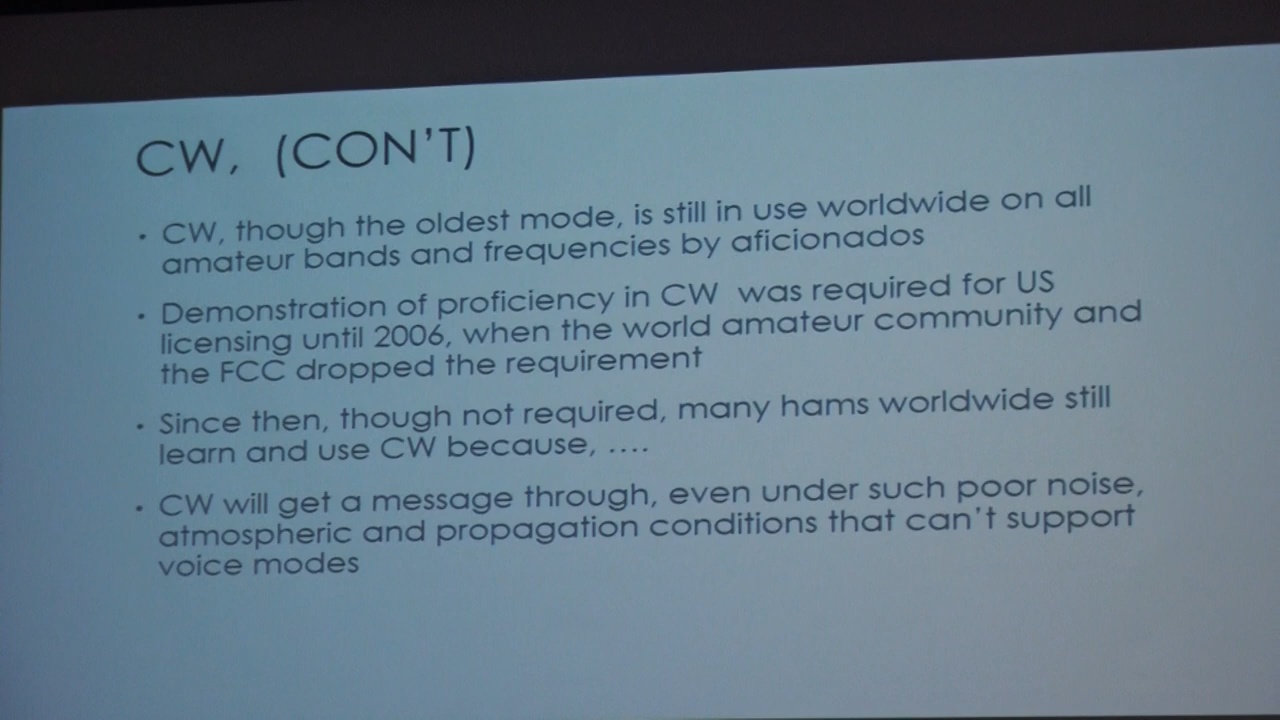 CW, (CON'T)
• CW, though the oldest mode, is still in use worldwide on all
amateur bands and frequencies by aficionados
• Demonstration of proficiency in CW was required for US
licensing until 2006, when the world amateur community and
the FCC dropped the requirement
• Since then, though not required, many hams worldwide still
learn and use CW because, ....
• CW will get a message through, even under such poor noise,
atmospheric and propagation conditions that can't support
voice modes